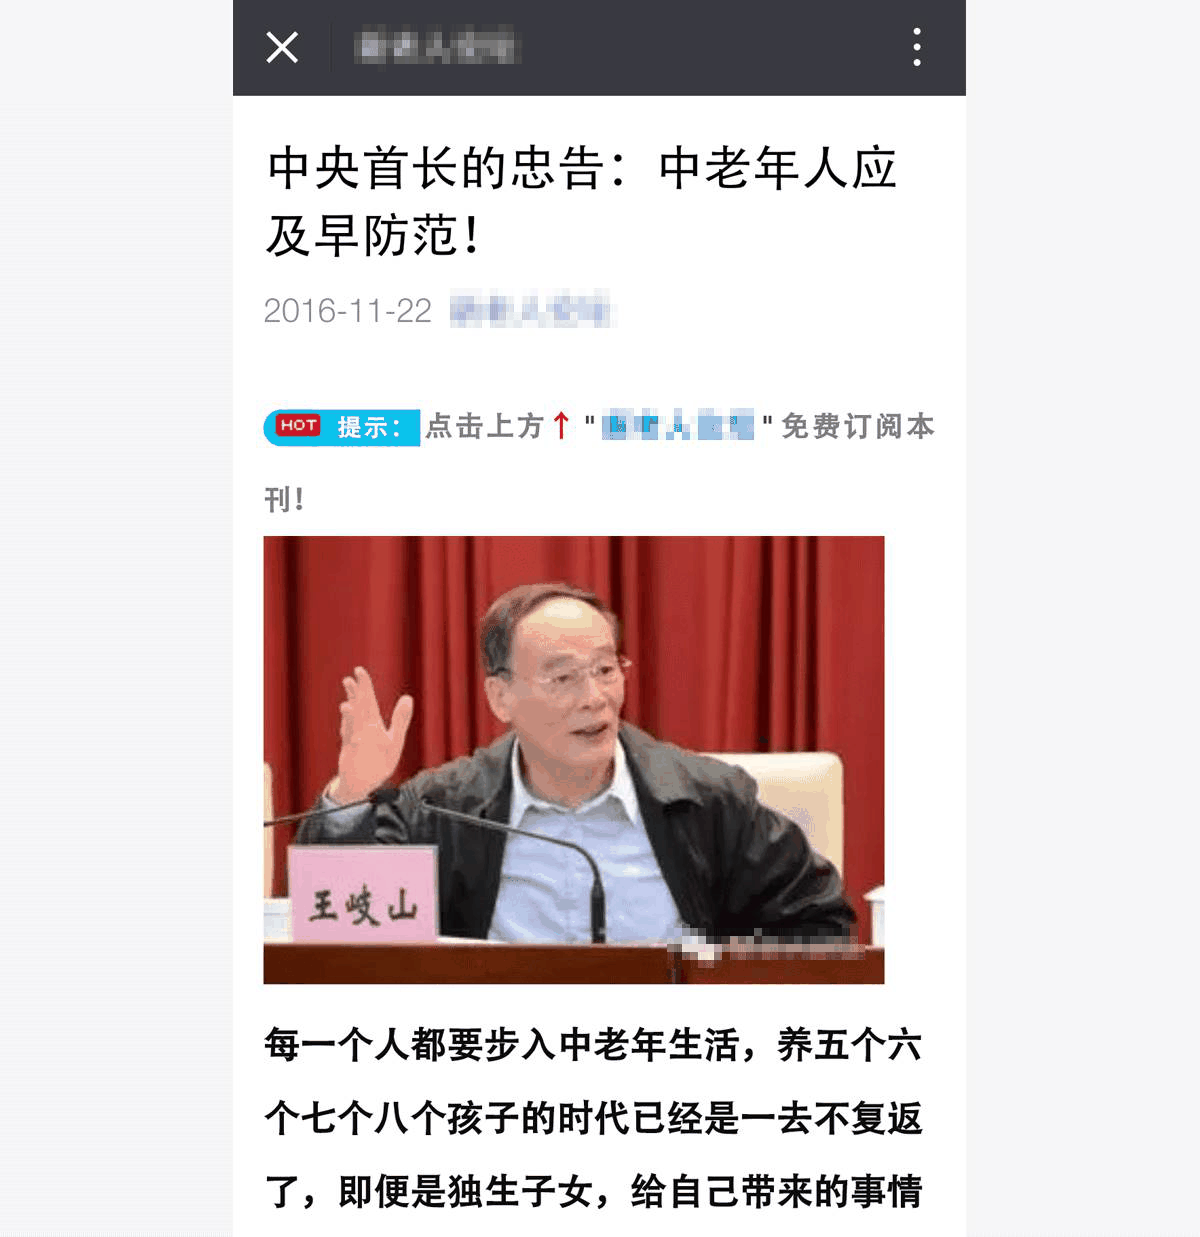 中央首长的忠告：中老年人应
及早防范！
2016-11-22
HOT 提示：点击上方↑" "免费订阅本
刊！
王岐山
每一个人都要步入中老年生活，养五个六
个七个八个孩子的时代已经是一去不复返
了，即便是独生子女，给自己带来的事情